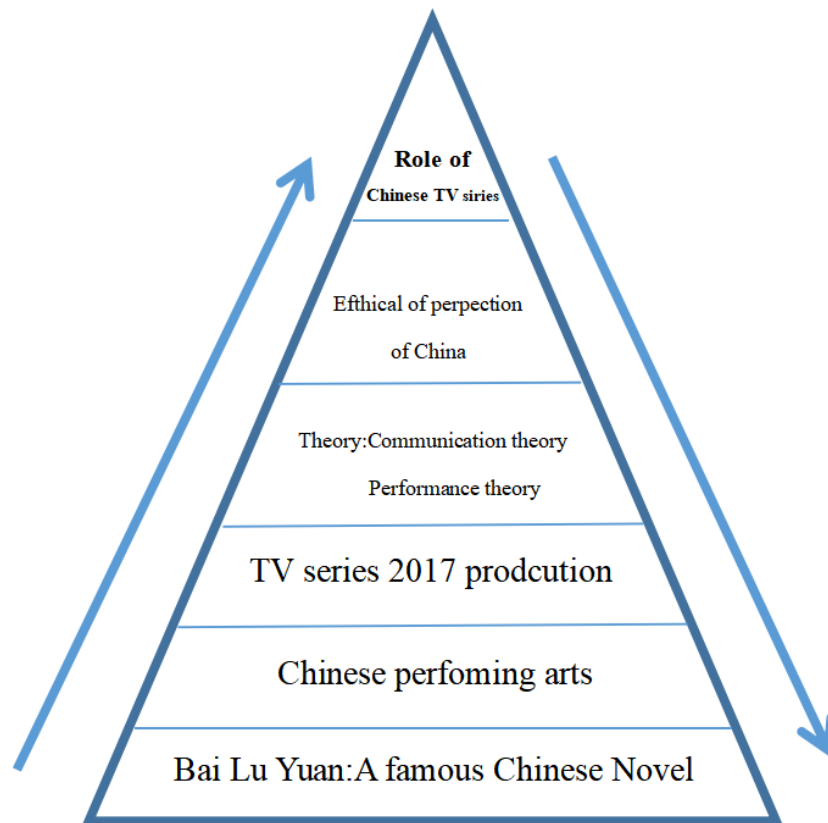 Role of
Chinese TV siries
Efthical of perpection
of China
Theory:Communication theory
Performance theory
TV series 2017 prodcution
Chinese perfoming arts
Bai Lu Yuan:A famous Chinese Novel